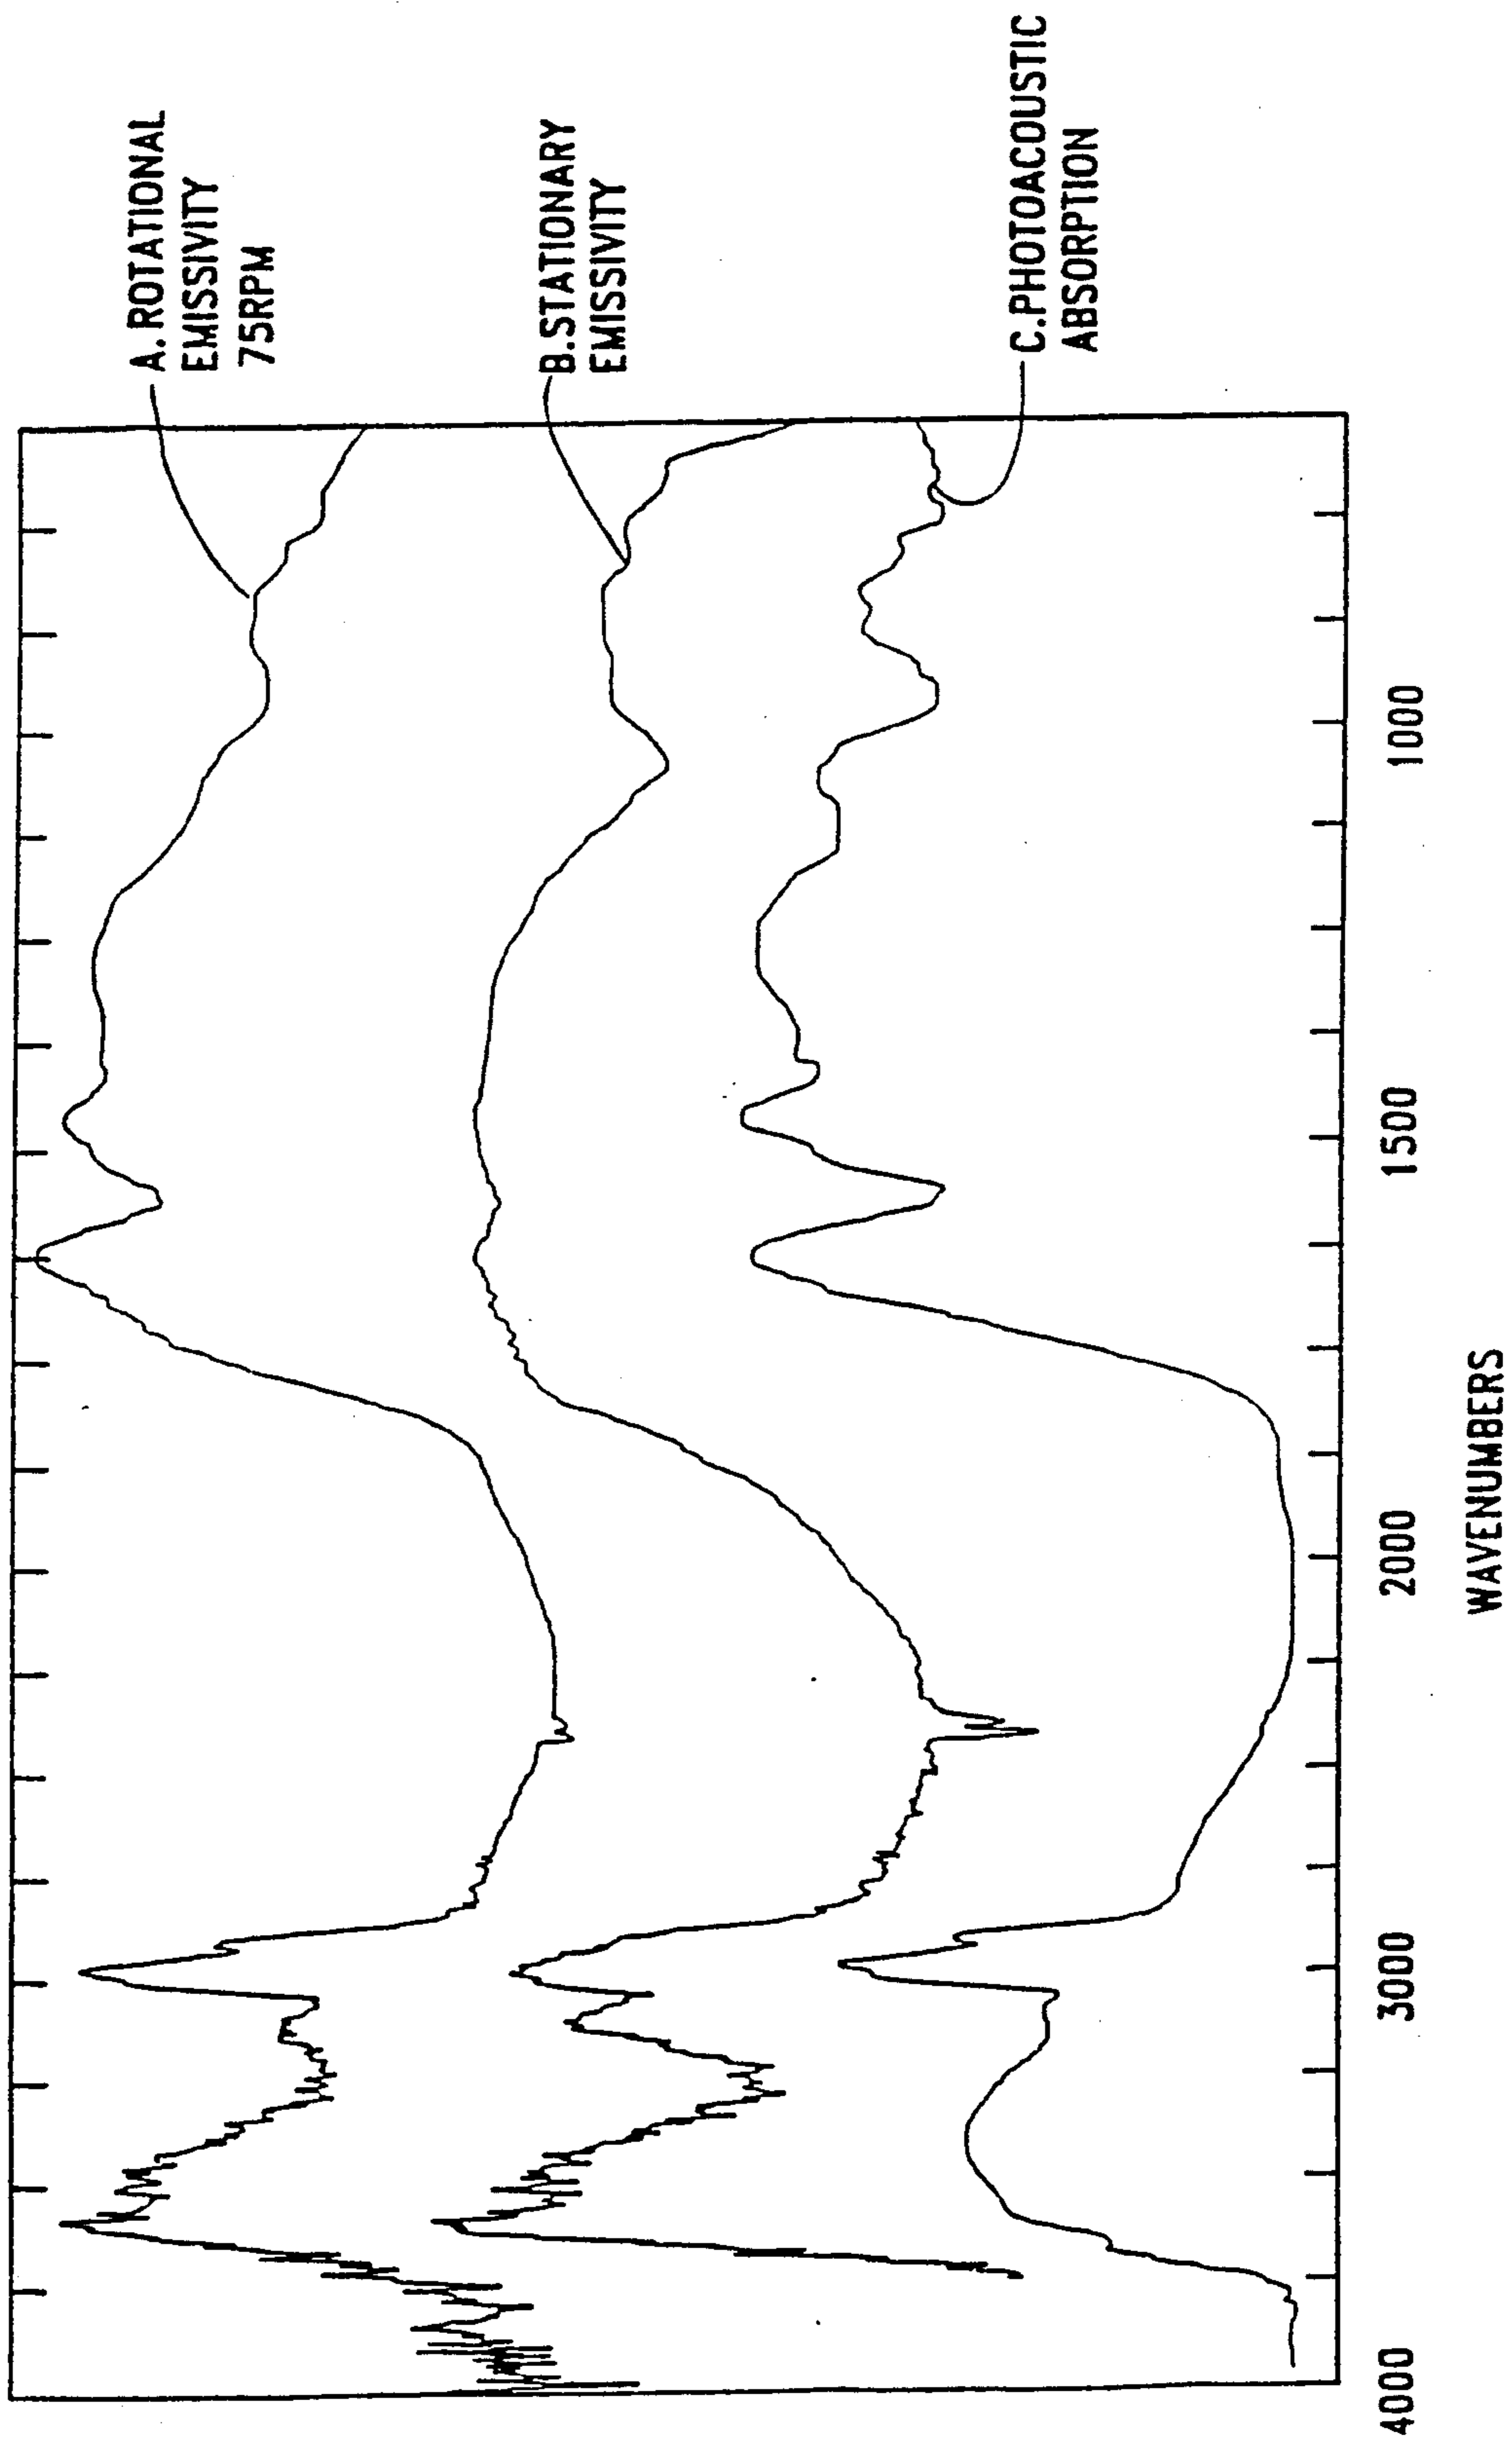 A.ROTATIONAL
EMISSIVITY
75RPM
B.STATIONARY
EMISSIVITY
C.PHOTOACOUSTIC
ABSORPTION
4000
3000
2000
1500
1000
WAVENUMBERS